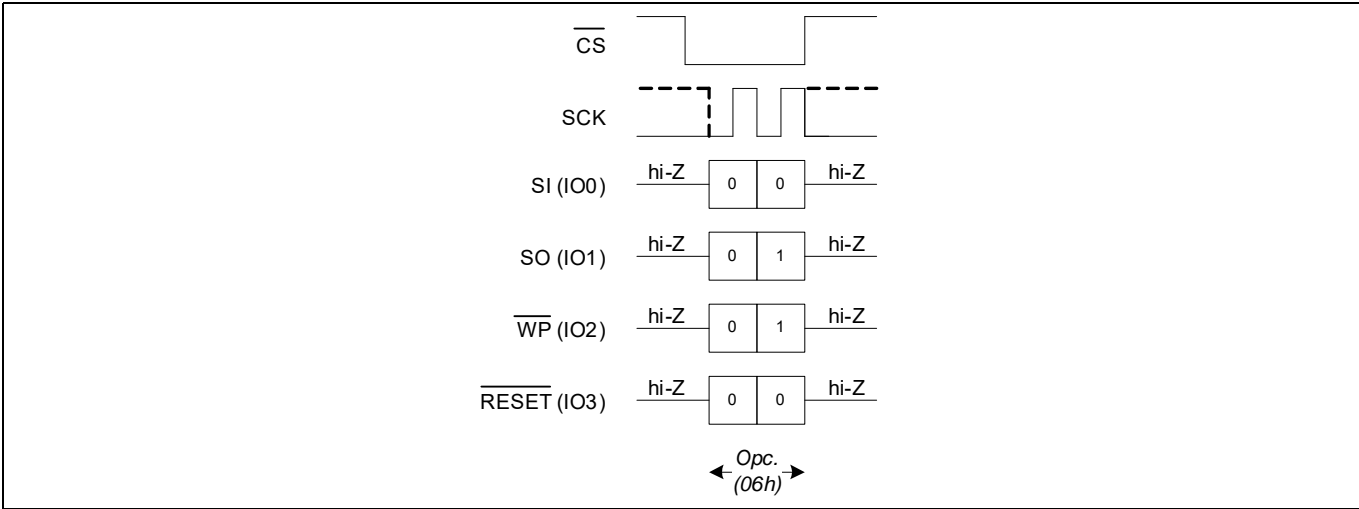 CS
SCK
SI (IO0) hi-Z 0 0 hi-Z
SO (IO1) hi-Z 0 1 hi-Z
WP (IO2) hi-Z 0 1 hi-Z
RESET (IO3) hi-Z 0 0 hi-Z
Opc.
(06h)